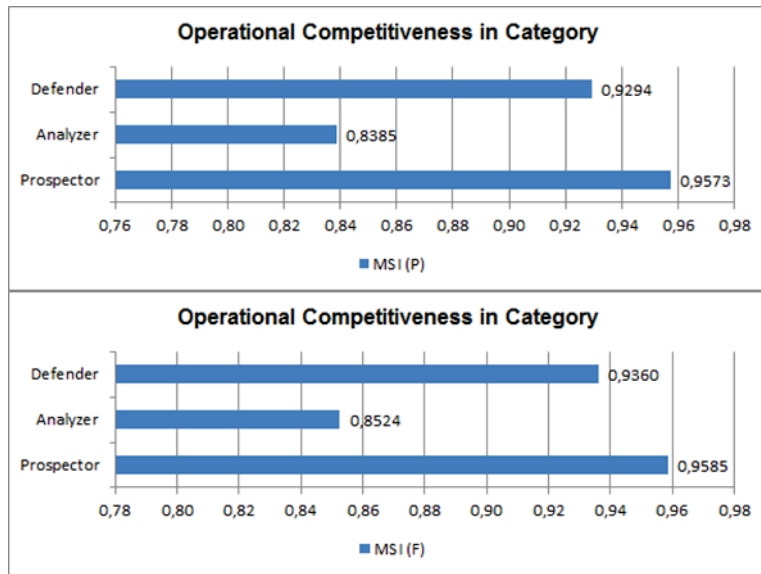 Operational Competitiveness in Category
Defender
0,9294
Analyzer
0,8385
Prospector
0,9573
0,76 0,78 0,80 0,82 0,84 0,86 0,88 0,90 0,92 0,94 0,96 0,98
MSI (P)
Operational Competitiveness in Category
Defender
0,9360
Analyzer
0,8524
Prospector
0,9585
0,78 0,80 0,82 0,84 0,86 0,88 0,90 0,92 0,94 0,96 0,98
MSI (F)